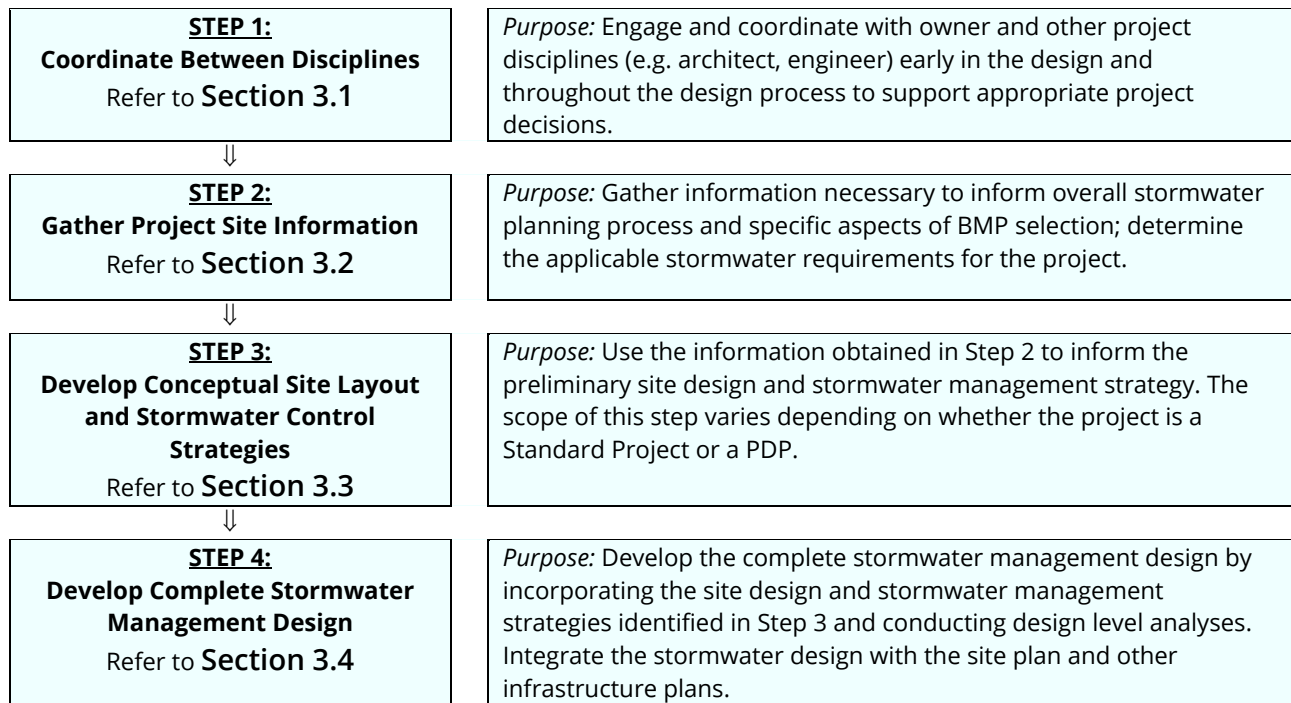 STEP 1:
Coordinate Between Disciplines
Refer to Section 3.1
Purpose: Engage and coordinate with owner and other project
disciplines (e.g. architect, engineer) early in the design and
throughout the design process to support appropriate project
decisions.
⇓
STEP 2:
Gather Project Site Information
Refer to Section 3.2
Purpose: Gather information necessary to inform overall stormwater
planning process and specific aspects of BMP selection; determine
the applicable stormwater requirements for the project.
⇓
STEP 3:
Develop Conceptual Site Layout
and Stormwater Control
Strategies
Refer to Section 3.3
Purpose: Use the information obtained in Step 2 to inform the
preliminary site design and stormwater management strategy. The
scope of this step varies depending on whether the project is a
Standard Project or a PDP.
⇓
STEP 4:
Develop Complete Stormwater
Management Design
Refer to Section 3.4
Purpose: Develop the complete stormwater management design by
incorporating the site design and stormwater management
strategies identified in Step 3 and conducting design level analyses.
Integrate the stormwater design with the site plan and other
infrastructure plans.